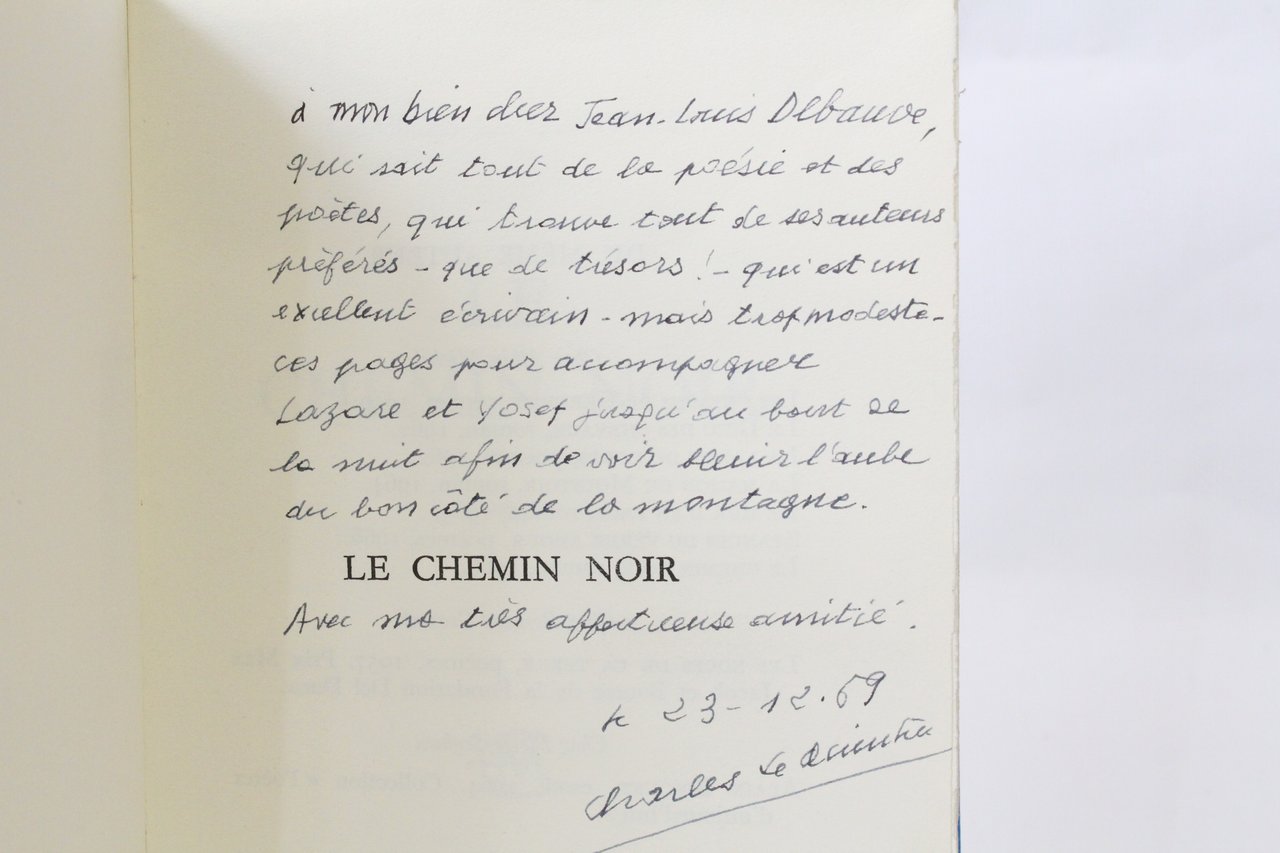 à mon bien cher Jean-Louis Debauve,
qui sait tout de la poésie et des
poètes, qui trouve tout de ses auteurs
préférés - que de trésors ! - qui est un
excellent écrivain - mais trop modeste -
ces pages pour accompagner
Lazare et Yosef jusqu'au bout de
la nuit afin de voir bleuir l'aube
du bon côté de la montagne.
LE CHEMIN NOIR
Avec ma très affectueuse amitié.
le 23-12.69
Charles Le Quintrec